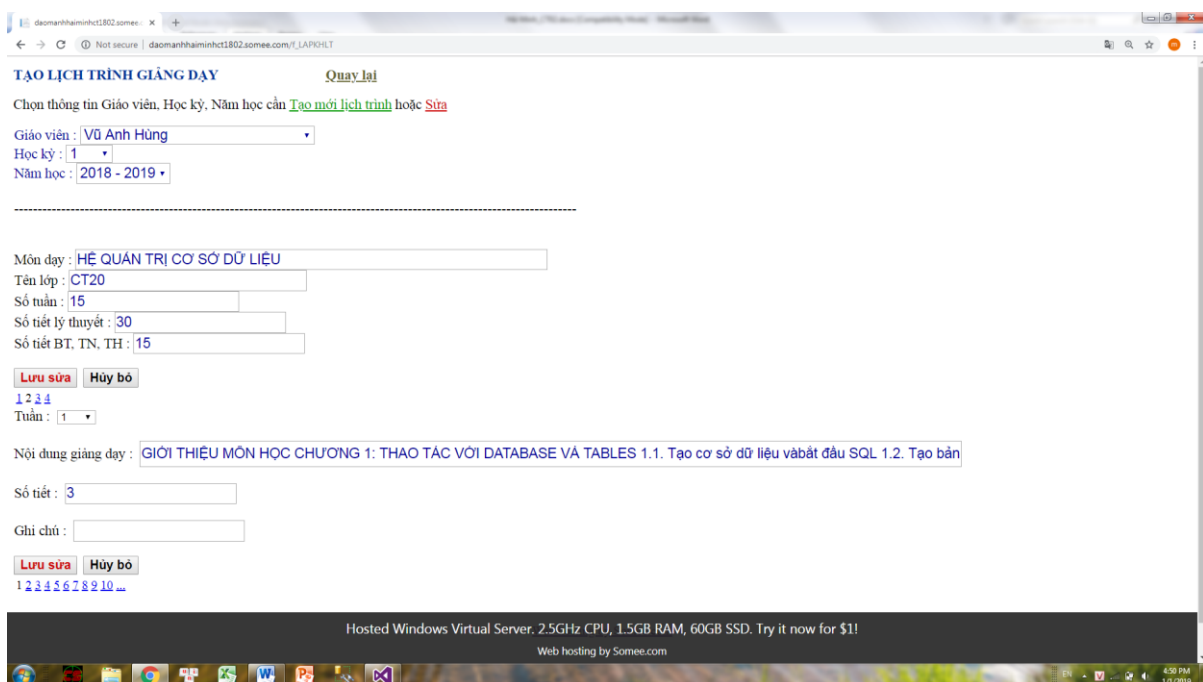 daomanhhaiminhct1802.somee.
Not secure | daomanhhaiminhct1802.somee.com/f_LAPKHLT
TẠO LỊCH TRÌNH GIẢNG DẠY Quay lại
Chọn thông tin Giáo viên, Học kỳ, Năm học cần Tạo mới lịch trình hoặc Sửa
Giáo viên : Vũ Anh Hùng
Học kỳ : 1
Năm học : 2018 - 2019
Môn dạy : HỆ QUẢN TRỊ CƠ SỞ DỮ LIỆU
Tên lớp : CT20
Số tuần : 15
Số tiết lý thuyết : 30
Số tiết BT, TN, TH : 15
Lưu sửa Hủy bỏ
1 2 3 4
Tuần : 1
Nội dung giảng dạy : GIỚI THIỆU MÔN HỌC CHƯƠNG 1: THAO TÁC VỚI DATABASE VÀ TABLES 1.1. Tạo cơ sở dữ liệu vàbắt đầu SQL 1.2. Tạo bản
Số tiết : 3
Ghi chú :
Lưu sửa Hủy bỏ
1 2 3 4 5 6 7 8 9 10 ...
Hosted Windows Virtual Server. 2.5GHz CPU, 1.5GB RAM, 60GB SSD. Try it now for $1!
Web hosting by Somee.com
EN
4:50 PM